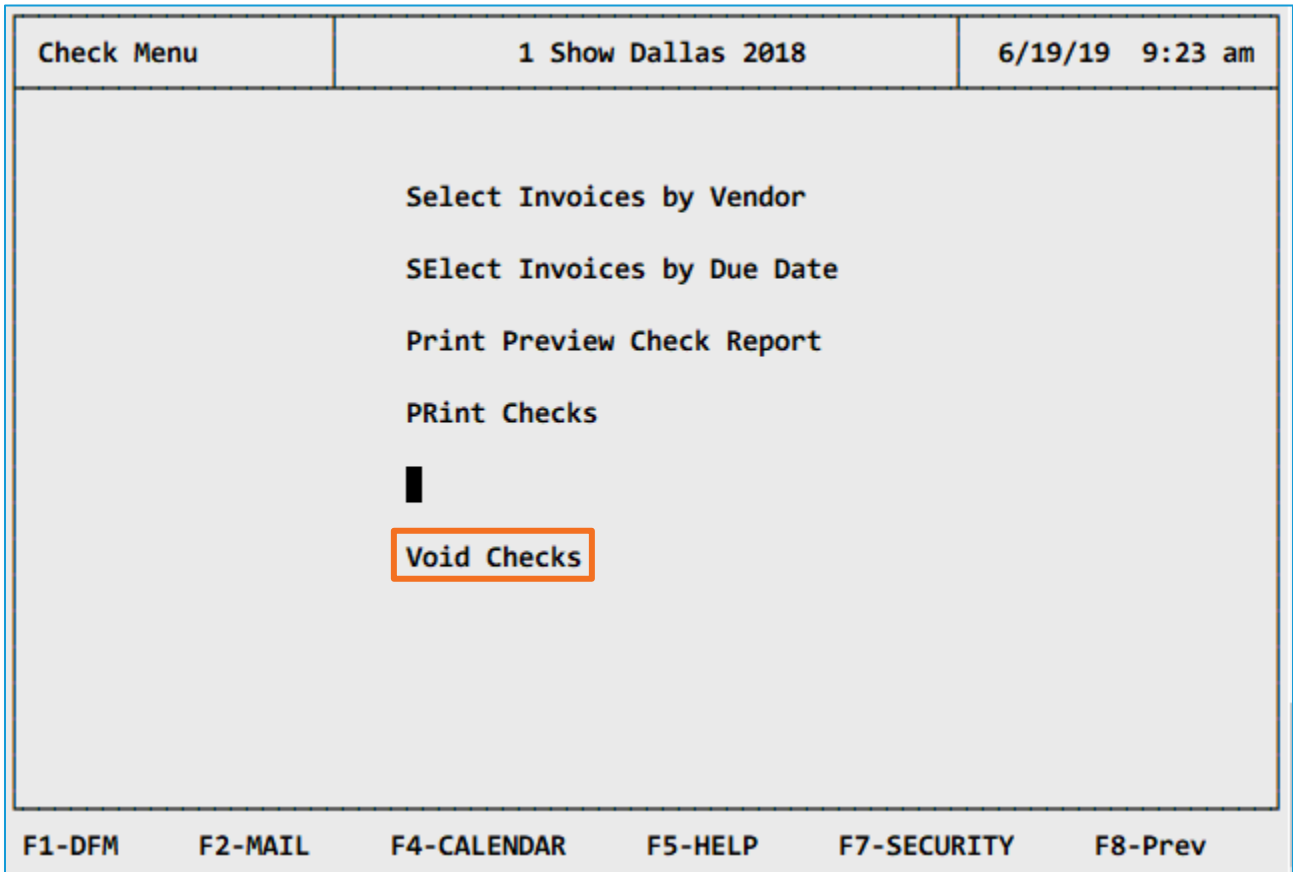 Check Menu 1 Show Dallas 2018 6/19/19 9:23 am
Select Invoices by Vendor
SElect Invoices by Due Date
Print Preview Check Report
PRint Checks
Void Checks
F1-DFM F2-MAIL F4-CALENDAR F5-HELP F7-SECURITY F8-Prev